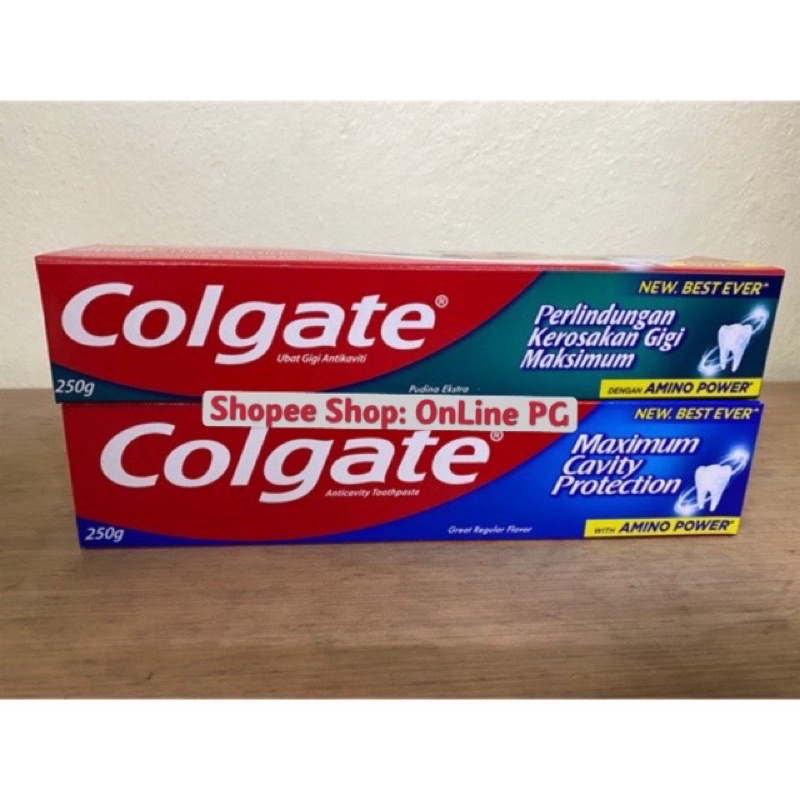 Colgate®
Ubat Gigi Antikaviti
250g
Pudina Ekstra
NEW. BEST EVER^
Perlindungan
Kerosakan Gigi
Maksimum
DENGAN AMINO POWER*
Shopee Shop: OnLine PG
Colgate®
Anticavity Toothpaste
250g
Great Regular Flavor
NEW. BEST EVER^
Maximum
Cavity
Protection
WITH AMINO POWER*